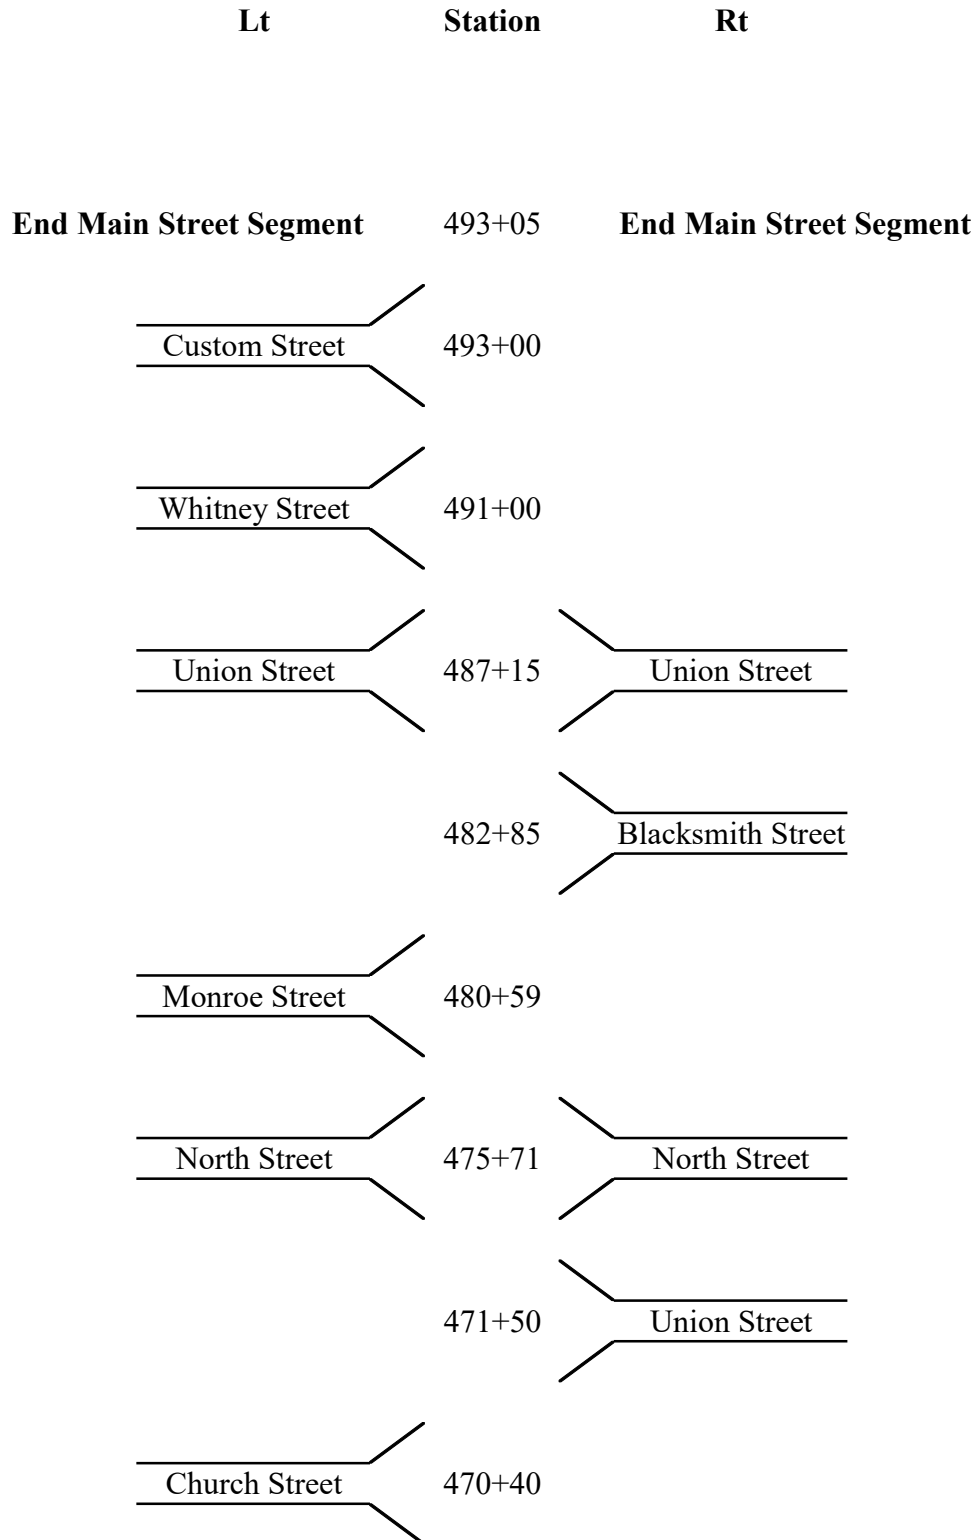 Lt Station Rt
End Main Street Segment 493+05 End Main Street Segment
Custom Street 493+00
Whitney Street 491+00
Union Street 487+15 Union Street
482+85 Blacksmith Street
Monroe Street 480+59
North Street 475+71 North Street
471+50 Union Street
Church Street 470+40